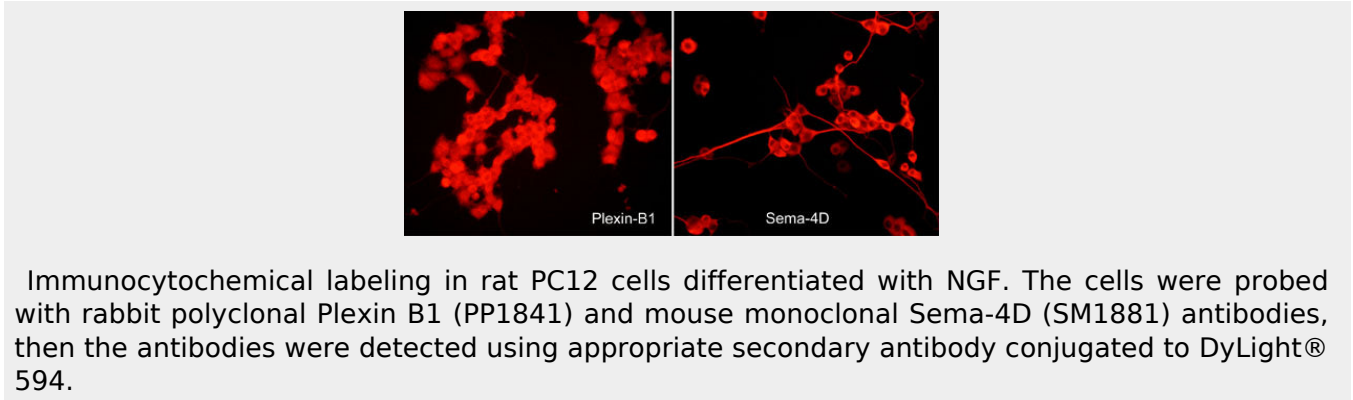 Plexin-B1
Sema-4D
Immunocytochemical labeling in rat PC12 cells differentiated with NGF. The cells were probed
with rabbit polyclonal Plexin B1 (PP1841) and mouse monoclonal Sema-4D (SM1881) antibodies,
then the antibodies were detected using appropriate secondary antibody conjugated to DyLight®
594.